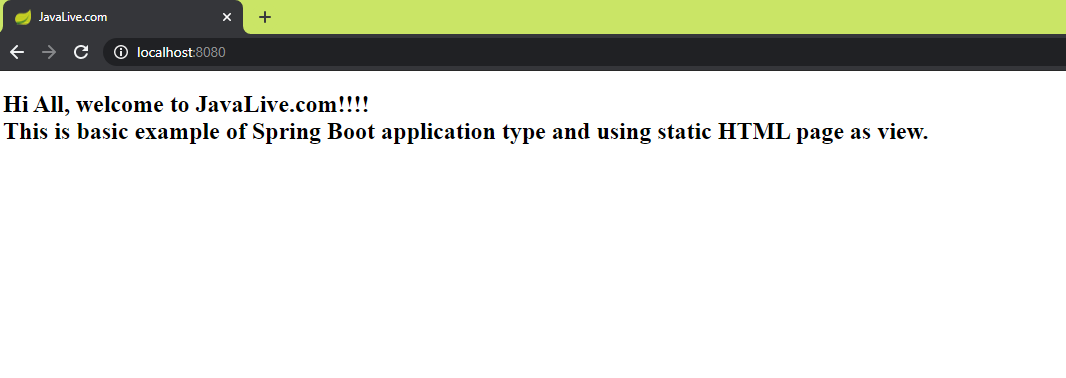 JavaLive.com
localhost:8080
Hi All, welcome to JavaLive.com!!!!
This is basic example of Spring Boot application type and using static HTML page as view.